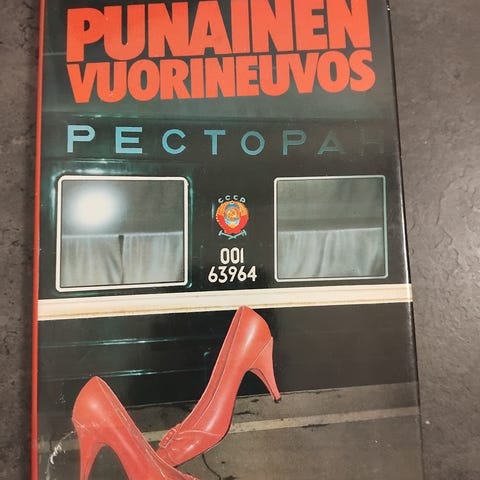 PUNAINEN
VUORINEUVOS
РЕСТОРАН
СССР
001
63964